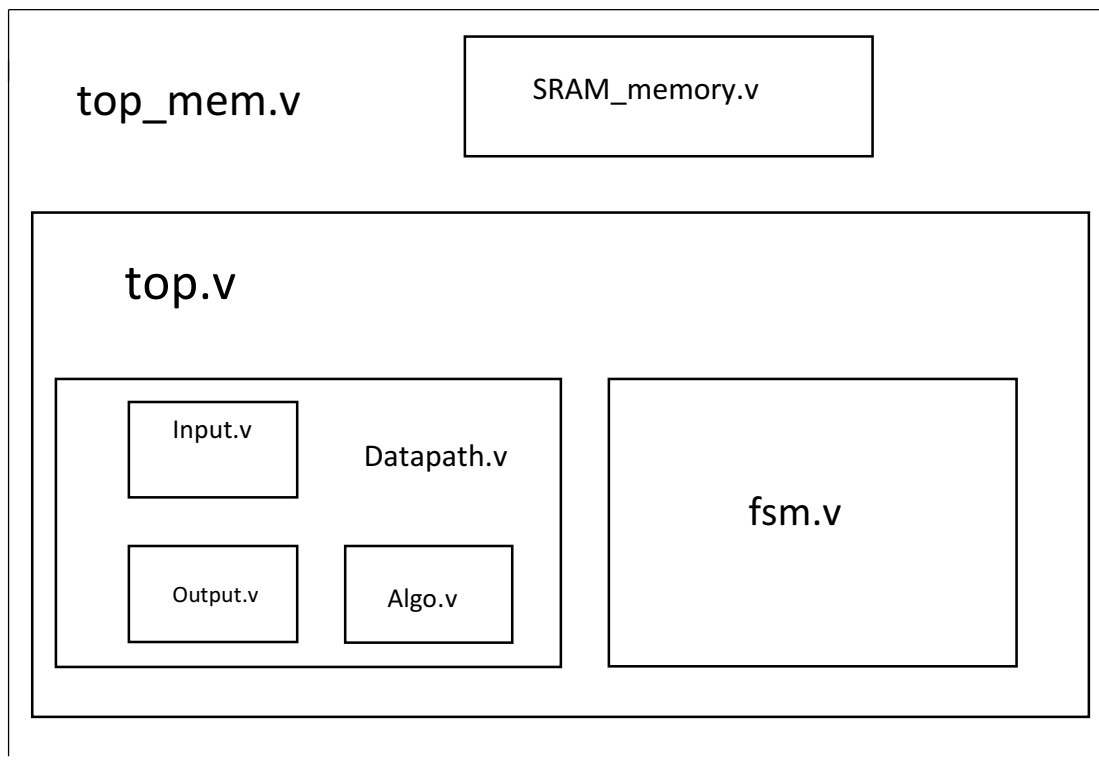 SRAM_memory.v
top_mem.v
top.v
Input.v
Datapath.v
fsm.v
Output.v
Algo.v